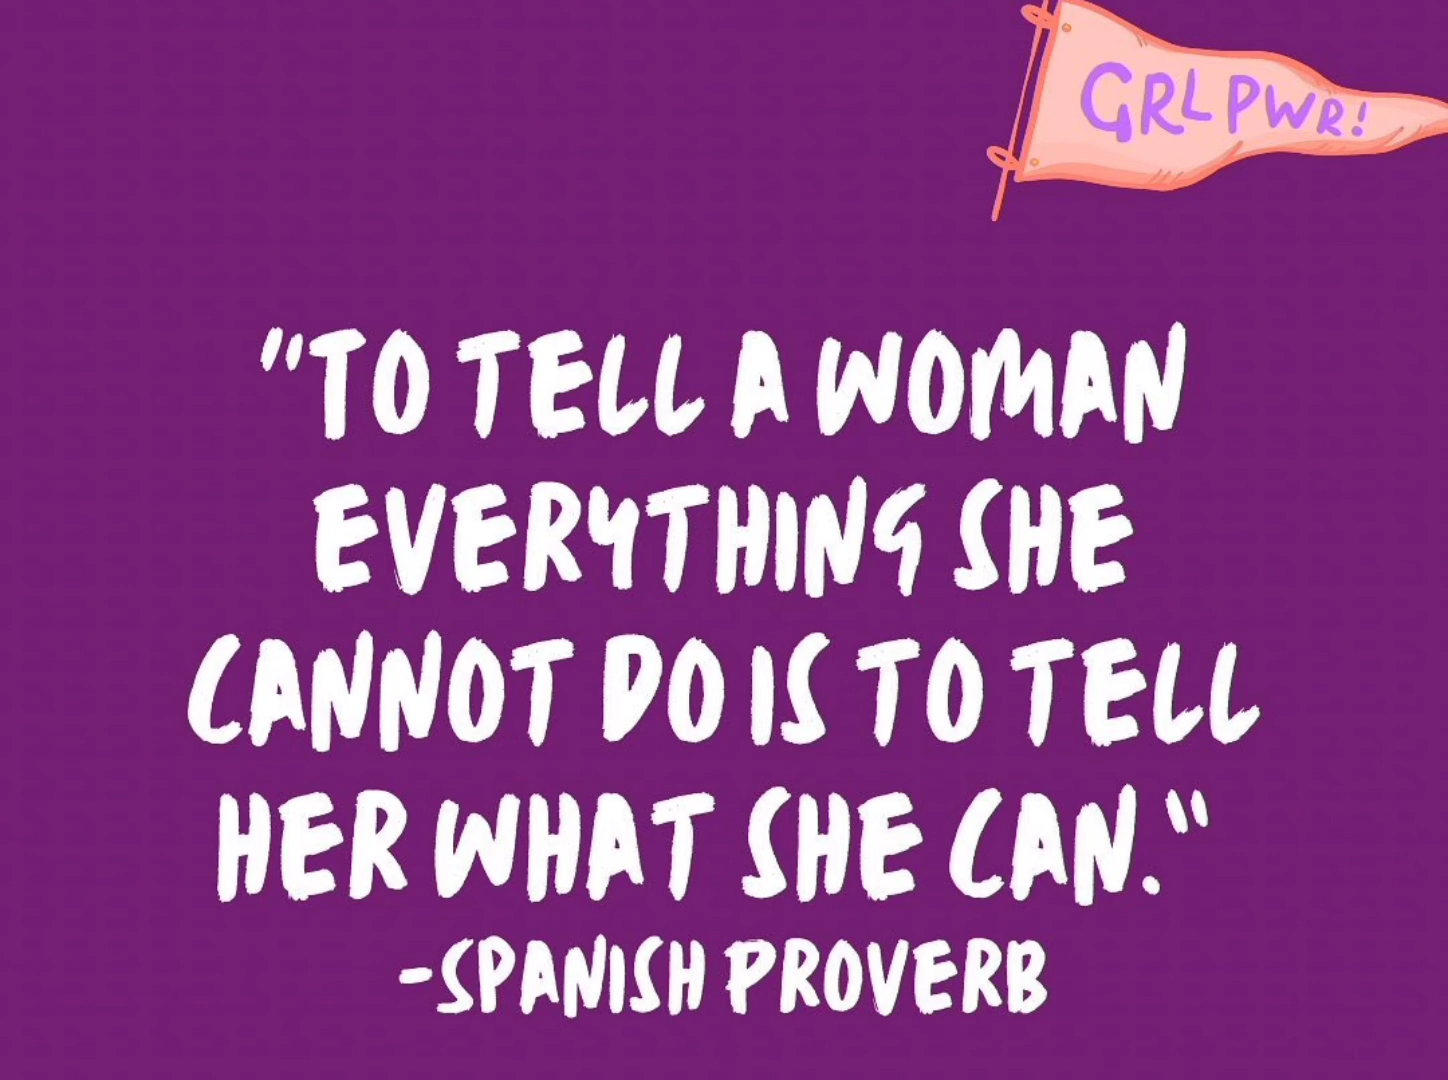 GRL PWR!
"TO TELL A WOMAN
EVERYTHING SHE
CANNOT DO IS TO TELL
HER WHAT SHE CAN."
-SPANISH PROVERB